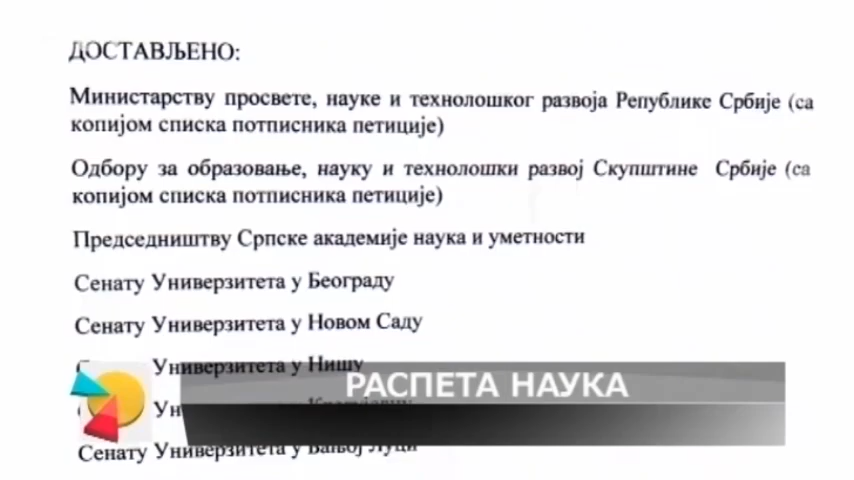 ДОСТАВЉЕНО:
Министарству просвете, науке и технолошког развоја Републике Србије (са
копијом списка потписника петиције)
Одбору за образовање, науку и технолошки развој Скупштине Србије (са
копијом списка потписника петиције)
Председништву Српске академије наука и уметности
Сенату Универзитета у Београду
Сенату Универзитета у Новом Саду
Универзитета у Нишу
РАСПЕТА НАУКА
Сенату Универзитета у Бањој Луци